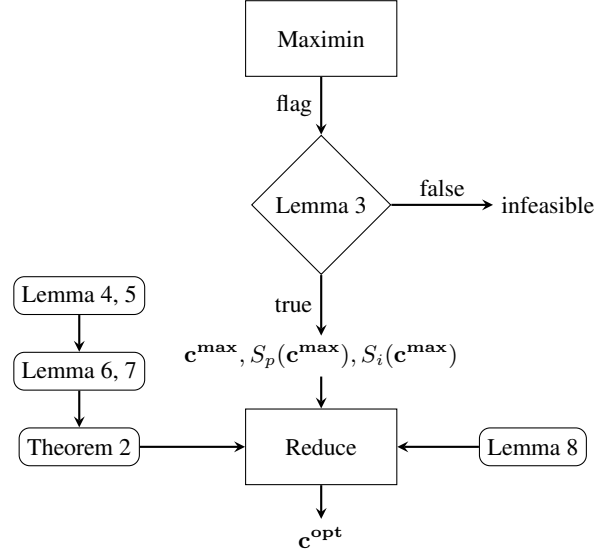 Maximin
flag
Lemma 3
false
infeasible
true
Lemma 4, 5
c^max, S_p(c^max), S_i(c^max)
Lemma 6, 7
Theorem 2
Reduce
Lemma 8
c^opt